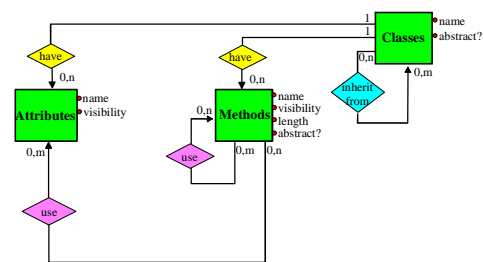 1
name
Classes
abstract?
1
have
have
0,n
0,m
0,n
0,n
inherit
from
name
visibility
Attributes
name
visibility
length
abstract?
Methods
0,n
0,m
use
0,m
0,n
use